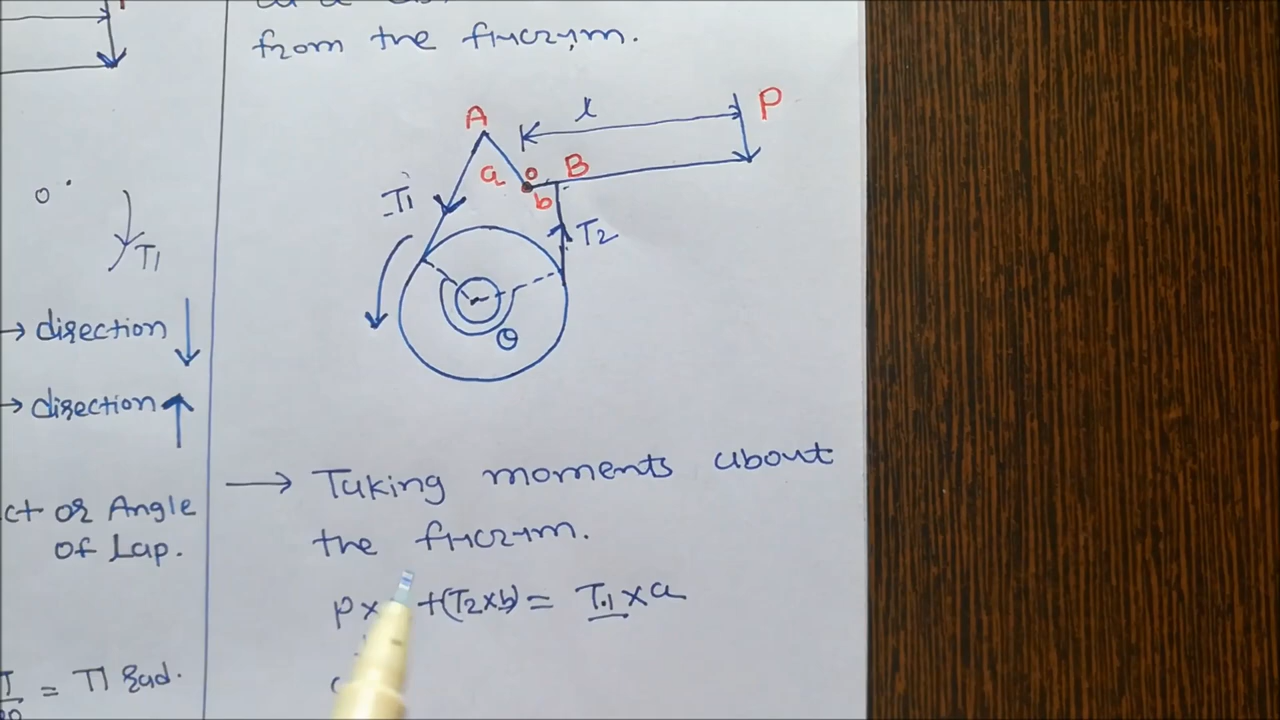 from the fulcrum.
l
P
A
a
o
B
b
T1
T2
θ
o
T1
→ direction ↓
→ direction ↑
→ Taking moments about
the fulcrum.
ct or Angle
of Lap.
P× +(T2×b) = T1×a
= π rad.